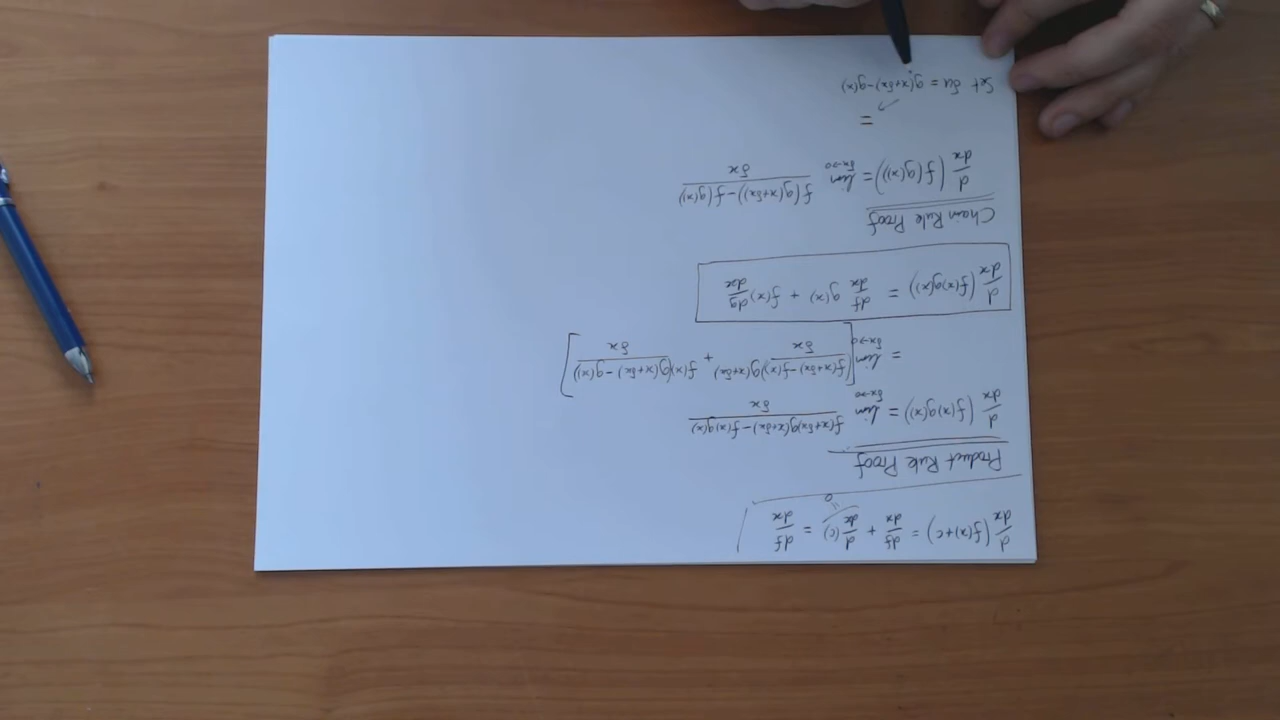 d/dx (f(x)+c) = df/dx + d/dx (c) = df/dx
0
Product Rule Proof
d/dx (f(x)g(x)) = lim δx→0 f(x+δx)g(x+δx)-f(x)g(x) / δx
= lim δx→0 [ (f(x+δx)-f(x))g(x+δx) / δx + f(x)(g(x+δx)-g(x)) / δx ]
d/dx (f(x)g(x)) = df/dx g(x) + f(x) dg/dx
Chain Rule Proof
d/dx (f(g(x))) = lim δx→0 f(g(x+δx))-f(g(x)) / δx
=
Set δu = g(x+δx)-g(x)